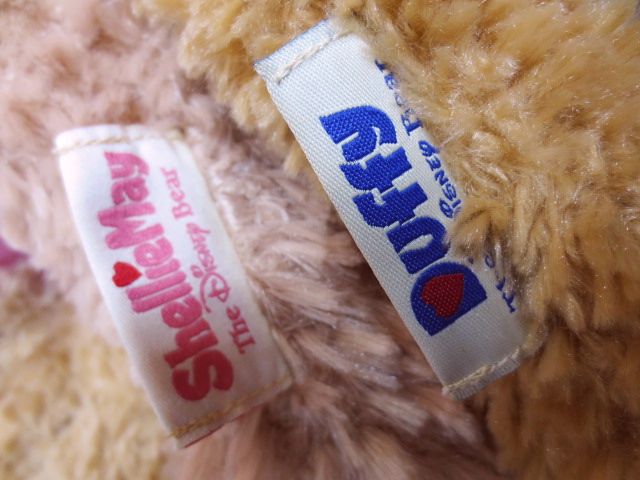 ShellieMay
The Disney Bear
Duffy
The Disney Bear